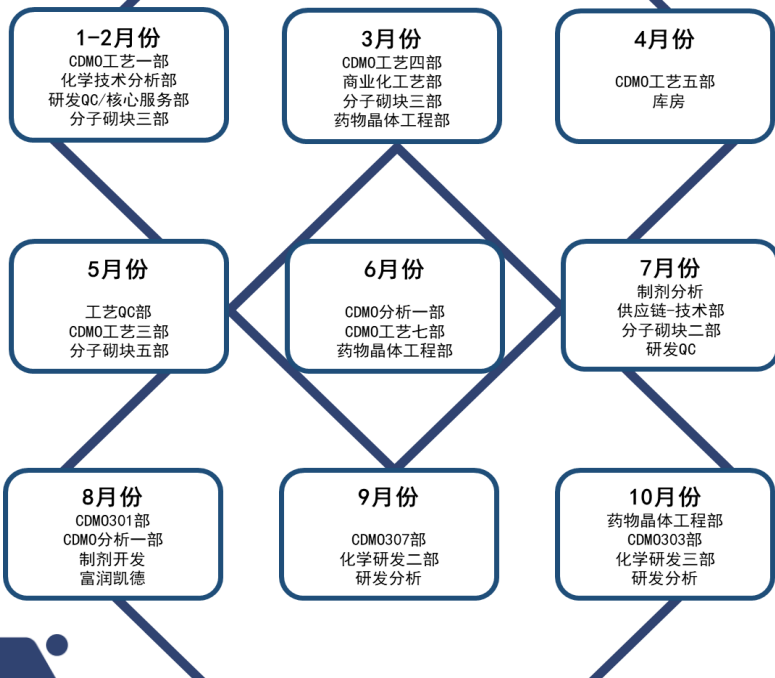 1-2月份
CDMO工艺一部
化学技术分析部
研发QC/核心服务部
分子砌块三部
3月份
CDMO工艺四部
商业化工艺部
分子砌块三部
药物晶体工程部
4月份
CDMO工艺五部
库房
5月份
工艺QC部
CDMO工艺三部
分子砌块五部
6月份
CDMO分析一部
CDMO工艺七部
药物晶体工程部
7月份
制剂分析
供应链-技术部
分子砌块二部
研发QC
8月份
CDMO301部
CDMO分析一部
制剂开发
富润凯德
9月份
CDMO307部
化学研发二部
研发分析
10月份
药物晶体工程部
CDMO303部
化学研发三部
研发分析